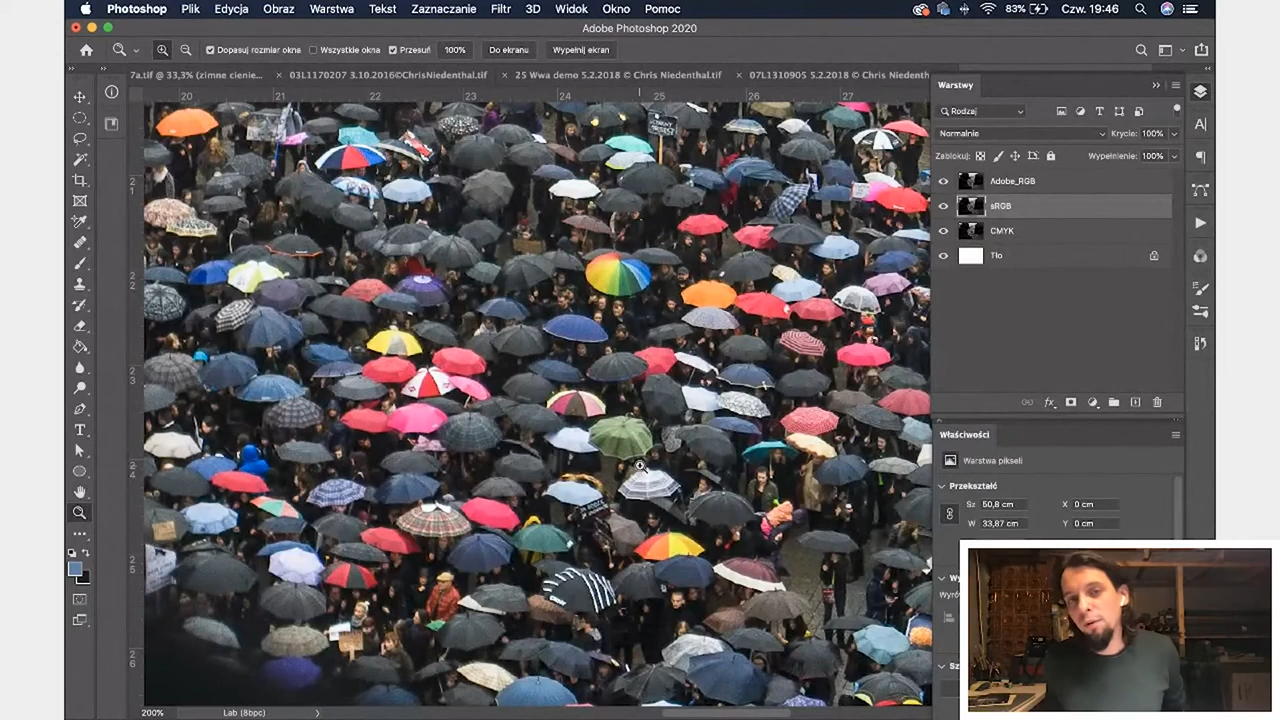 Photoshop Plik Edycja Obraz Warstwa Tekst Zaznaczanie Filtr 3D Widok Okno Pomoc 83% Czw. 19:46
Adobe Photoshop 2020
Dopasuj rozmiar okna Wszystkie okna Przesuń 100% Do ekranu Wypełnij ekran
7a.tif @ 33,3% (zimne cienie... 03L1170207 3.10.2016©ChrisNiedenthal.tif 25 Wwa demo 5.2.2018 © Chris Niedenthal.tif 07L1310905 5.2.2018 © Chris Niedenthal
20 21 22 23 24 25 26 27
Warstwy
Rodzaj
Normalnie Krycie: 100%
Zablokuj: Wypełnienie: 100%
Adobe_RGB
sRGB
CMYK
Tło
Właściwości
Warstwa pikseli
Przekształć
Sz 50,8 cm X 0 cm
W 33,87 cm Y 0 cm
200% Lab (8bpc)